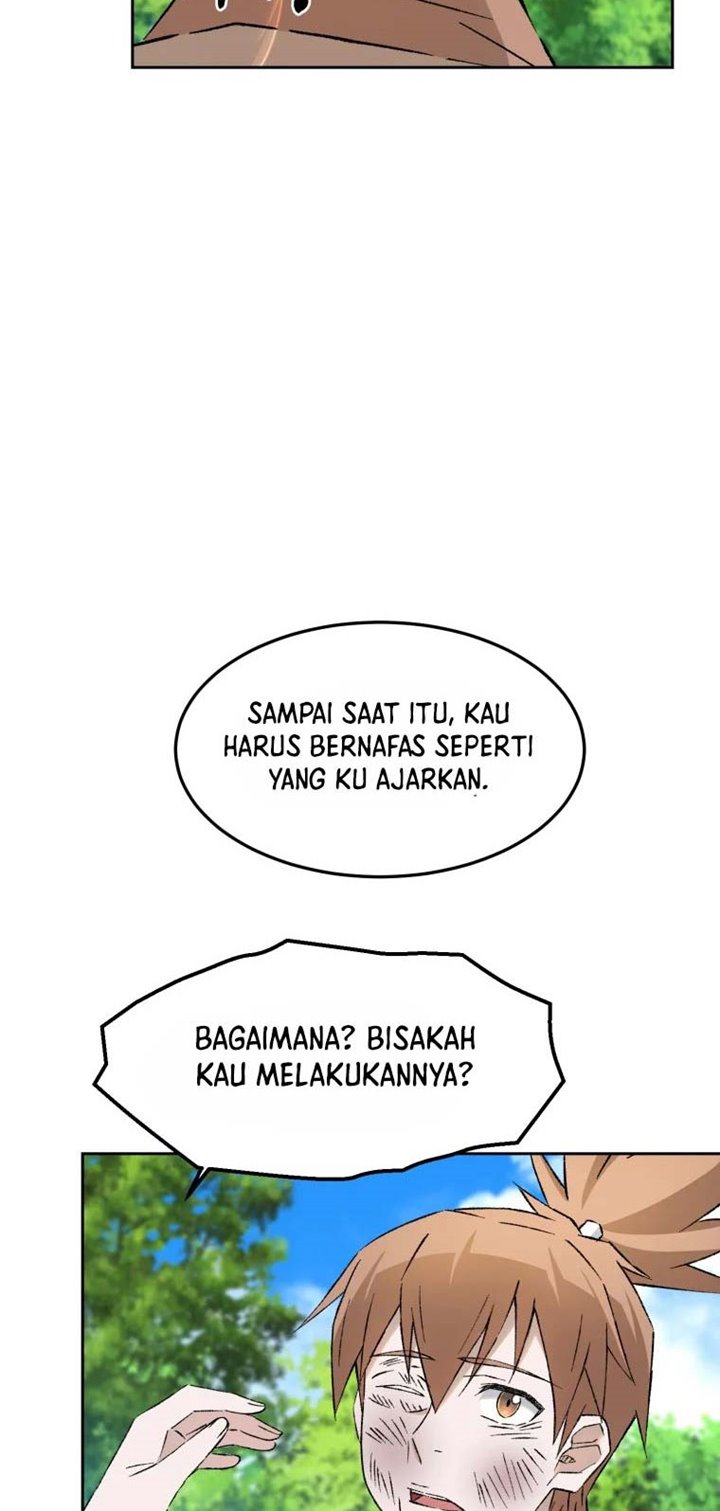 SAMPAI SAAT ITU, KAU
HARUS BERNAFAS SEPERTI
YANG KU AJARKAN.
BAGAIMANA? BISAKAH
KAU MELAKUKANNYA?